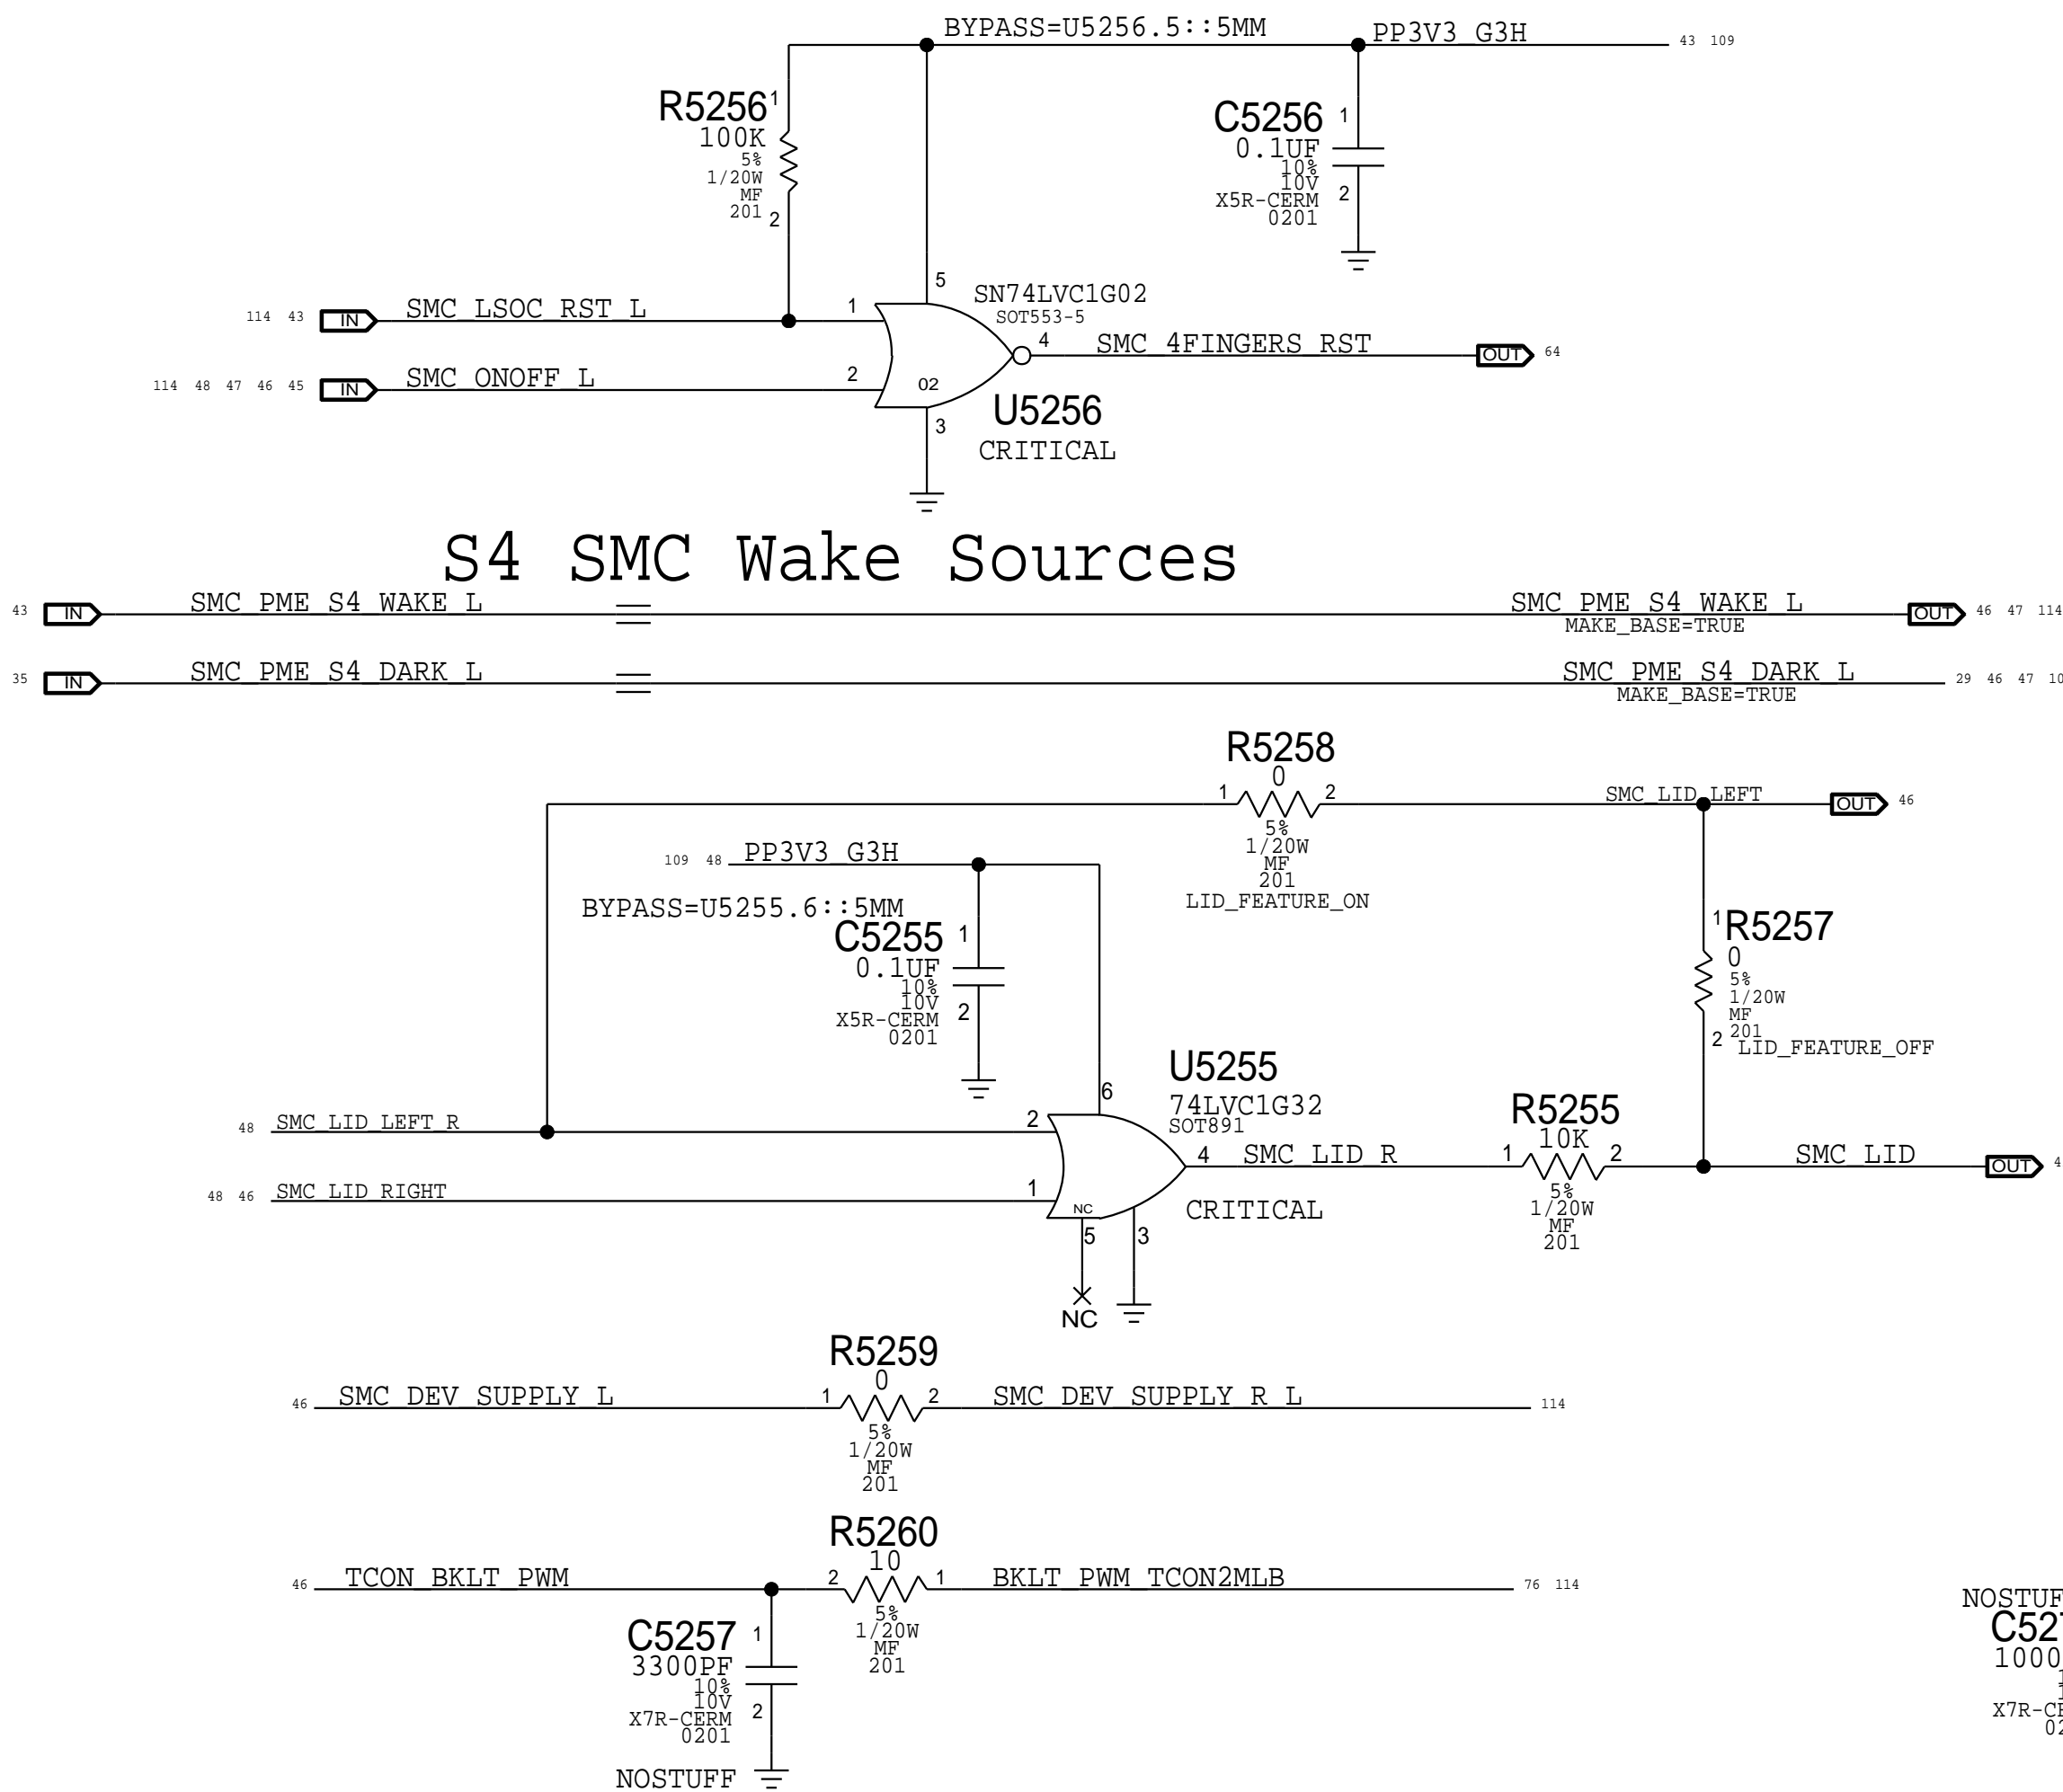 BYPASS=U5256.5::5MM
PP3V3_G3H
43 109
R5256
1
100K
5%
1/20W
MF
201
2
C5256
1
0.1UF
10%
10V
X5R-CERM
0201
2
5
SN74LVC1G02
SOT553-5
114 43 IN SMC_LSOC_RST_L
1
4
SMC_4FINGERS_RST
OUT 64
114 48 47 46 45 IN SMC_ONOFF_L
2
02
U5256
3
CRITICAL
S4 SMC Wake Sources
43 IN SMC_PME_S4_WAKE_L
SMC_PME_S4_WAKE_L
OUT 46 47 114
MAKE_BASE=TRUE
35 IN SMC_PME_S4_DARK_L
SMC_PME_S4_DARK_L
29 46 47 10
MAKE_BASE=TRUE
R5258
0
1 2
5%
1/20W
MF
201
LID_FEATURE_ON
SMC_LID_LEFT
OUT 46
109 48 PP3V3_G3H
BYPASS=U5255.6::5MM
C5255
1
0.1UF
10%
10V
X5R-CERM
0201
2
1
R5257
0
5%
1/20W
MF
201
2
LID_FEATURE_OFF
U5255
6
74LVC1G32
SOT891
48 SMC_LID_LEFT_R
2
4
SMC_LID_R
R5255
10K
1 2
5%
1/20W
MF
201
SMC_LID
OUT 4
48 46 SMC_LID_RIGHT
1
NC
CRITICAL
5
3
NC
R5259
0
46 SMC_DEV_SUPPLY_L
1 2
SMC_DEV_SUPPLY_R_L
114
5%
1/20W
MF
201
R5260
10
46 TCON_BKLT_PWM
2 1
BKLT_PWM_TCON2MLB
76 114
5%
1/20W
MF
201
C5257
1
3300PF
10%
10V
X7R-CERM
0201
2
NOSTUFF
NOSTUF
C52
1000
1
X7R-CE
02